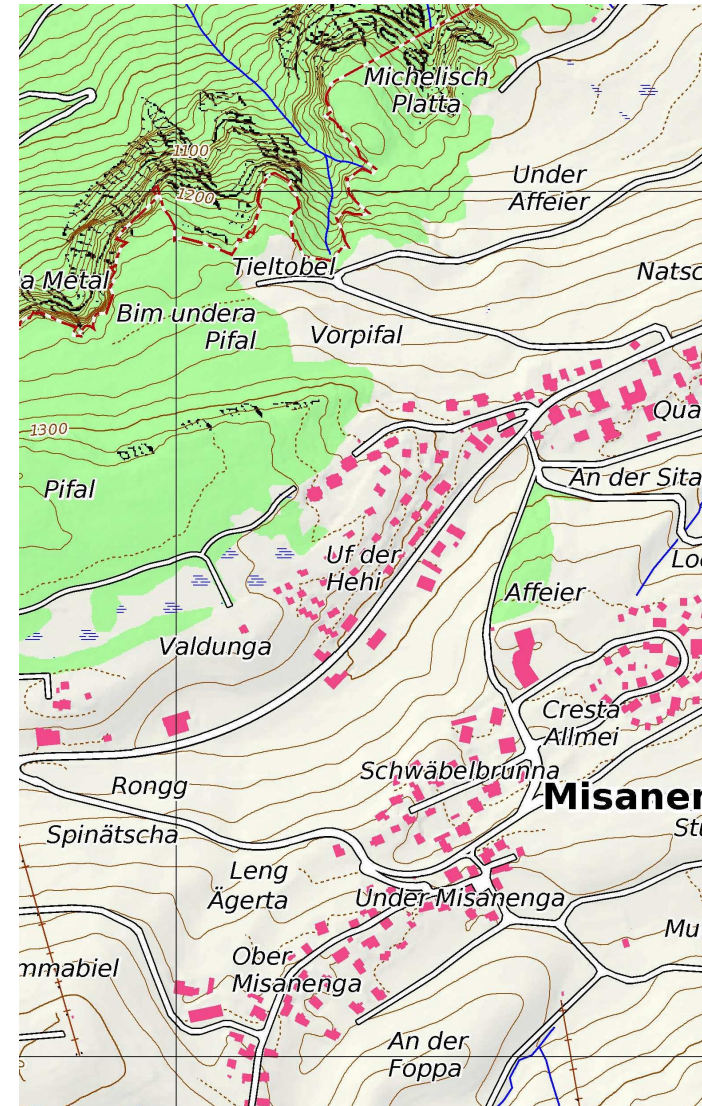 Michelisch
Platta
1100
Under
Affeier
1200
Tieltobel
a Metal
Natsc
Bim undera
Pifal
Vorpifal
Qua
1300
An der Sita
Pifal
Uf der
Hehi
Loc
Affeier
Valdunga
Cresta
Allmei
Schwäbelbrunna
Rongg
Misaner
Spinätscha
Stu
Leng
Ägerta
Under Misanenga
Mu
Ober
Misanenga
mmabiel
An der
Foppa